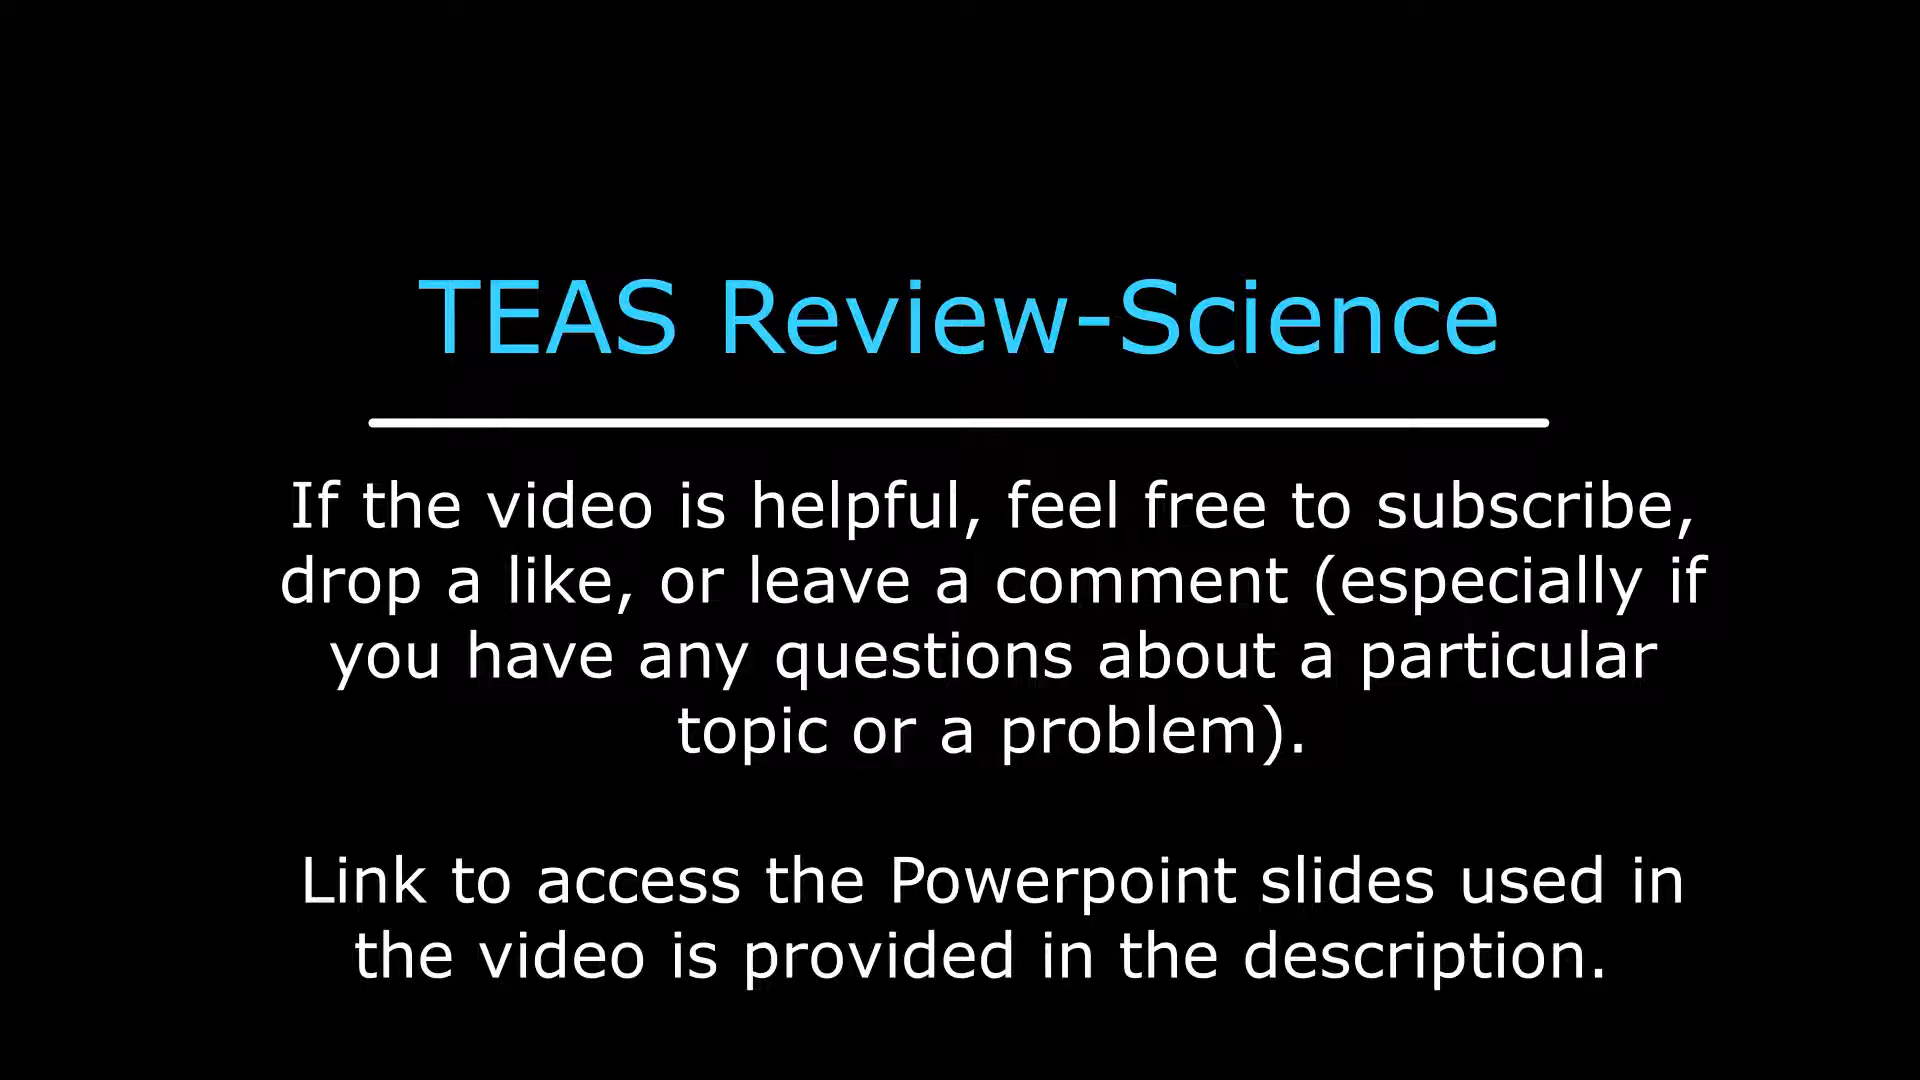 TEAS Review-Science
If the video is helpful, feel free to subscribe,
drop a like, or leave a comment (especially if
you have any questions about a particular
topic or a problem).
Link to access the Powerpoint slides used in
the video is provided in the description.